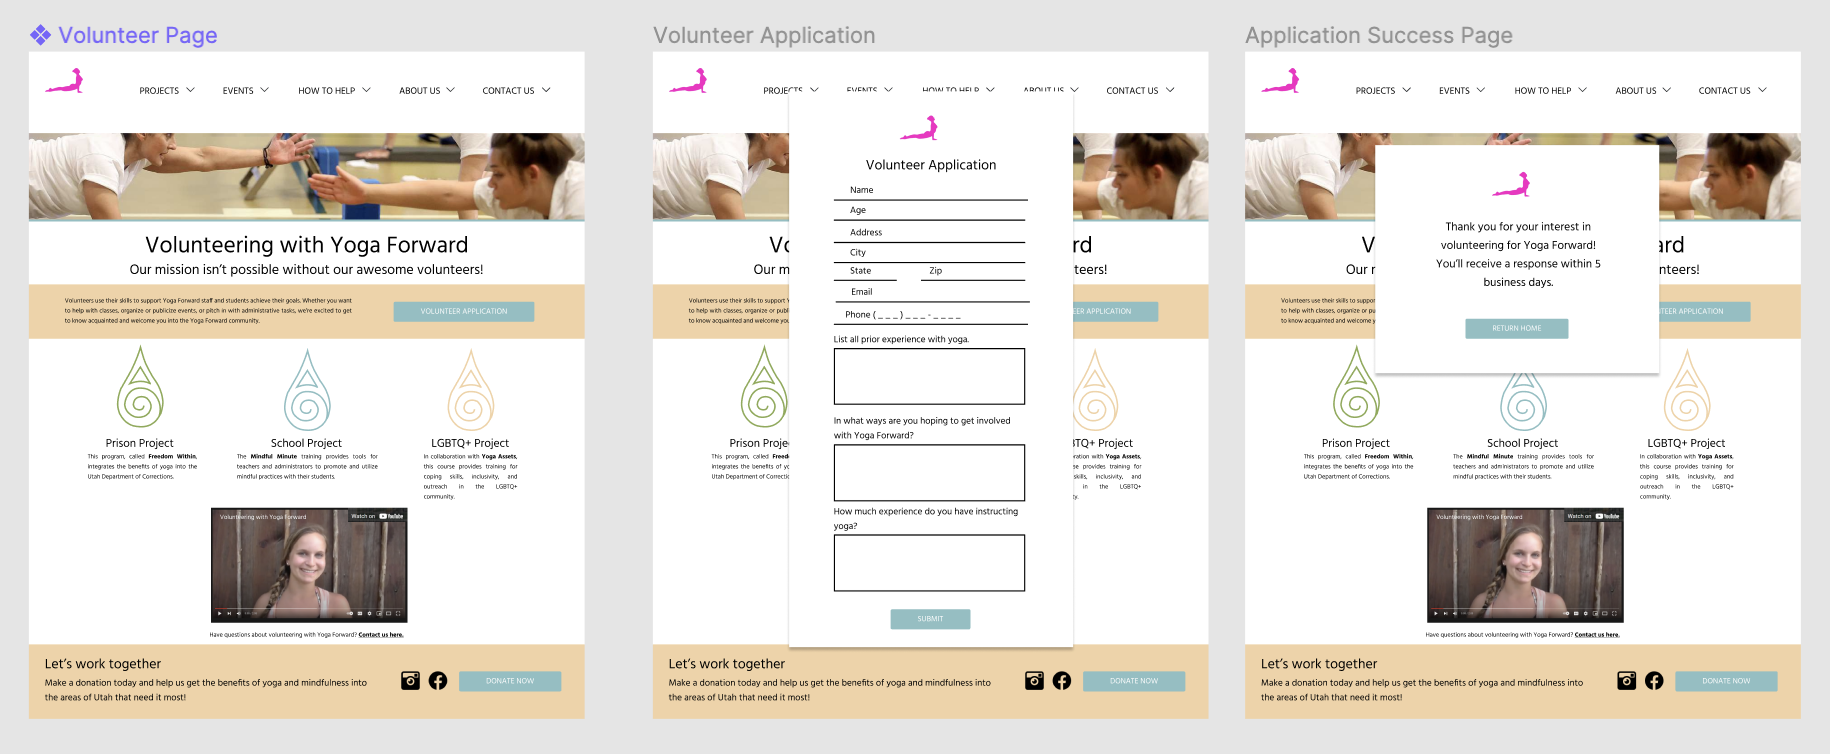 Volunteer Page
PROJECTS
EVENTS
HOW TO HELP
ABOUT US
CONTACT US
Volunteering with Yoga Forward
Our mission isn't possible without our awesome volunteers!
Volunteers use their skills to support Yoga Forward staff and students achieve their goals. Whether you want
to help with classes, organize or publicize events, or pitch in with administrative tasks, we're excited to get
to know acquainted and welcome you into the Yoga Forward community.
VOLUNTEER APPLICATION
Prison Project
This program, called Freedom Within,
integrates the benefits of yoga into the
Utah Department of Corrections.
School Project
The Mindful Minute training provides tools for
teachers and administrators to promote and utilize
mindful practices with their students.
LGBTQ+ Project
In collaboration with Yoga Assets,
this course provides training for
coping skills, inclusivity, and
outreach in the LGBTQ+
community.
Volunteering with Yoga Forward
Watch on YouTube
Have questions about volunteering with Yoga Forward? Contact us here.
Let's work together
Make a donation today and help us get the benefits of yoga and mindfulness into
the areas of Utah that need it most!
DONATE NOW
Volunteer Application
PROJECTS
EVENTS
HOW TO HELP
ABOUT US
CONTACT US
Vo
rd
Our m
teers!
Volunteers use their skills to support Y
to help with classes, organize or publ
to know acquainted and welcome you
EER APPLICATION
Volunteer Application
Name
Age
Address
City
State
Zip
Email
Phone (_ _ _) _ _ _ - _ _ _ _
List all prior experience with yoga.
In what ways are you hoping to get involved
with Yoga Forward?
How much experience do you have instructing
yoga?
SUBMIT
Prison Proje
This program, called Freed
integrates the benefits of y
Utah Department of Correcti
BTQ+ Project
ration with Yoga Assets,
se provides training for
skills, inclusivity, and
in the LGBTQ+
ty.
Let's work together
Make a donation today and help us get the benefits of yoga and mindfulness into
the areas of Utah that need it most!
DONATE NOW
Application Success Page
PROJECTS
EVENTS
HOW TO HELP
ABOUT US
CONTACT US
V
ard
Our r
nteers!
Volunteers use their skills to suppor
to help with classes, organize or pub
to know acquainted and welcome y
TEER APPLICATION
Thank you for your interest in
volunteering for Yoga Forward!
You'll receive a response within 5
business days.
RETURN HOME
Prison Project
This program, called Freedom Within,
integrates the benefits of yoga into the
Utah Department of Corrections.
School Project
The Mindful Minute training provides tools for
teachers and administrators to promote and utilize
mindful practices with their students.
LGBTQ+ Project
In collaboration with Yoga Assets,
this course provides training for
coping skills, inclusivity, and
outreach in the LGBTQ+
community.
Volunteering with Yoga Forward
Watch on YouTube
Have questions about volunteering with Yoga Forward? Contact us here.
Let's work together
Make a donation today and help us get the benefits of yoga and mindfulness into
the areas of Utah that need it most!
DONATE NOW